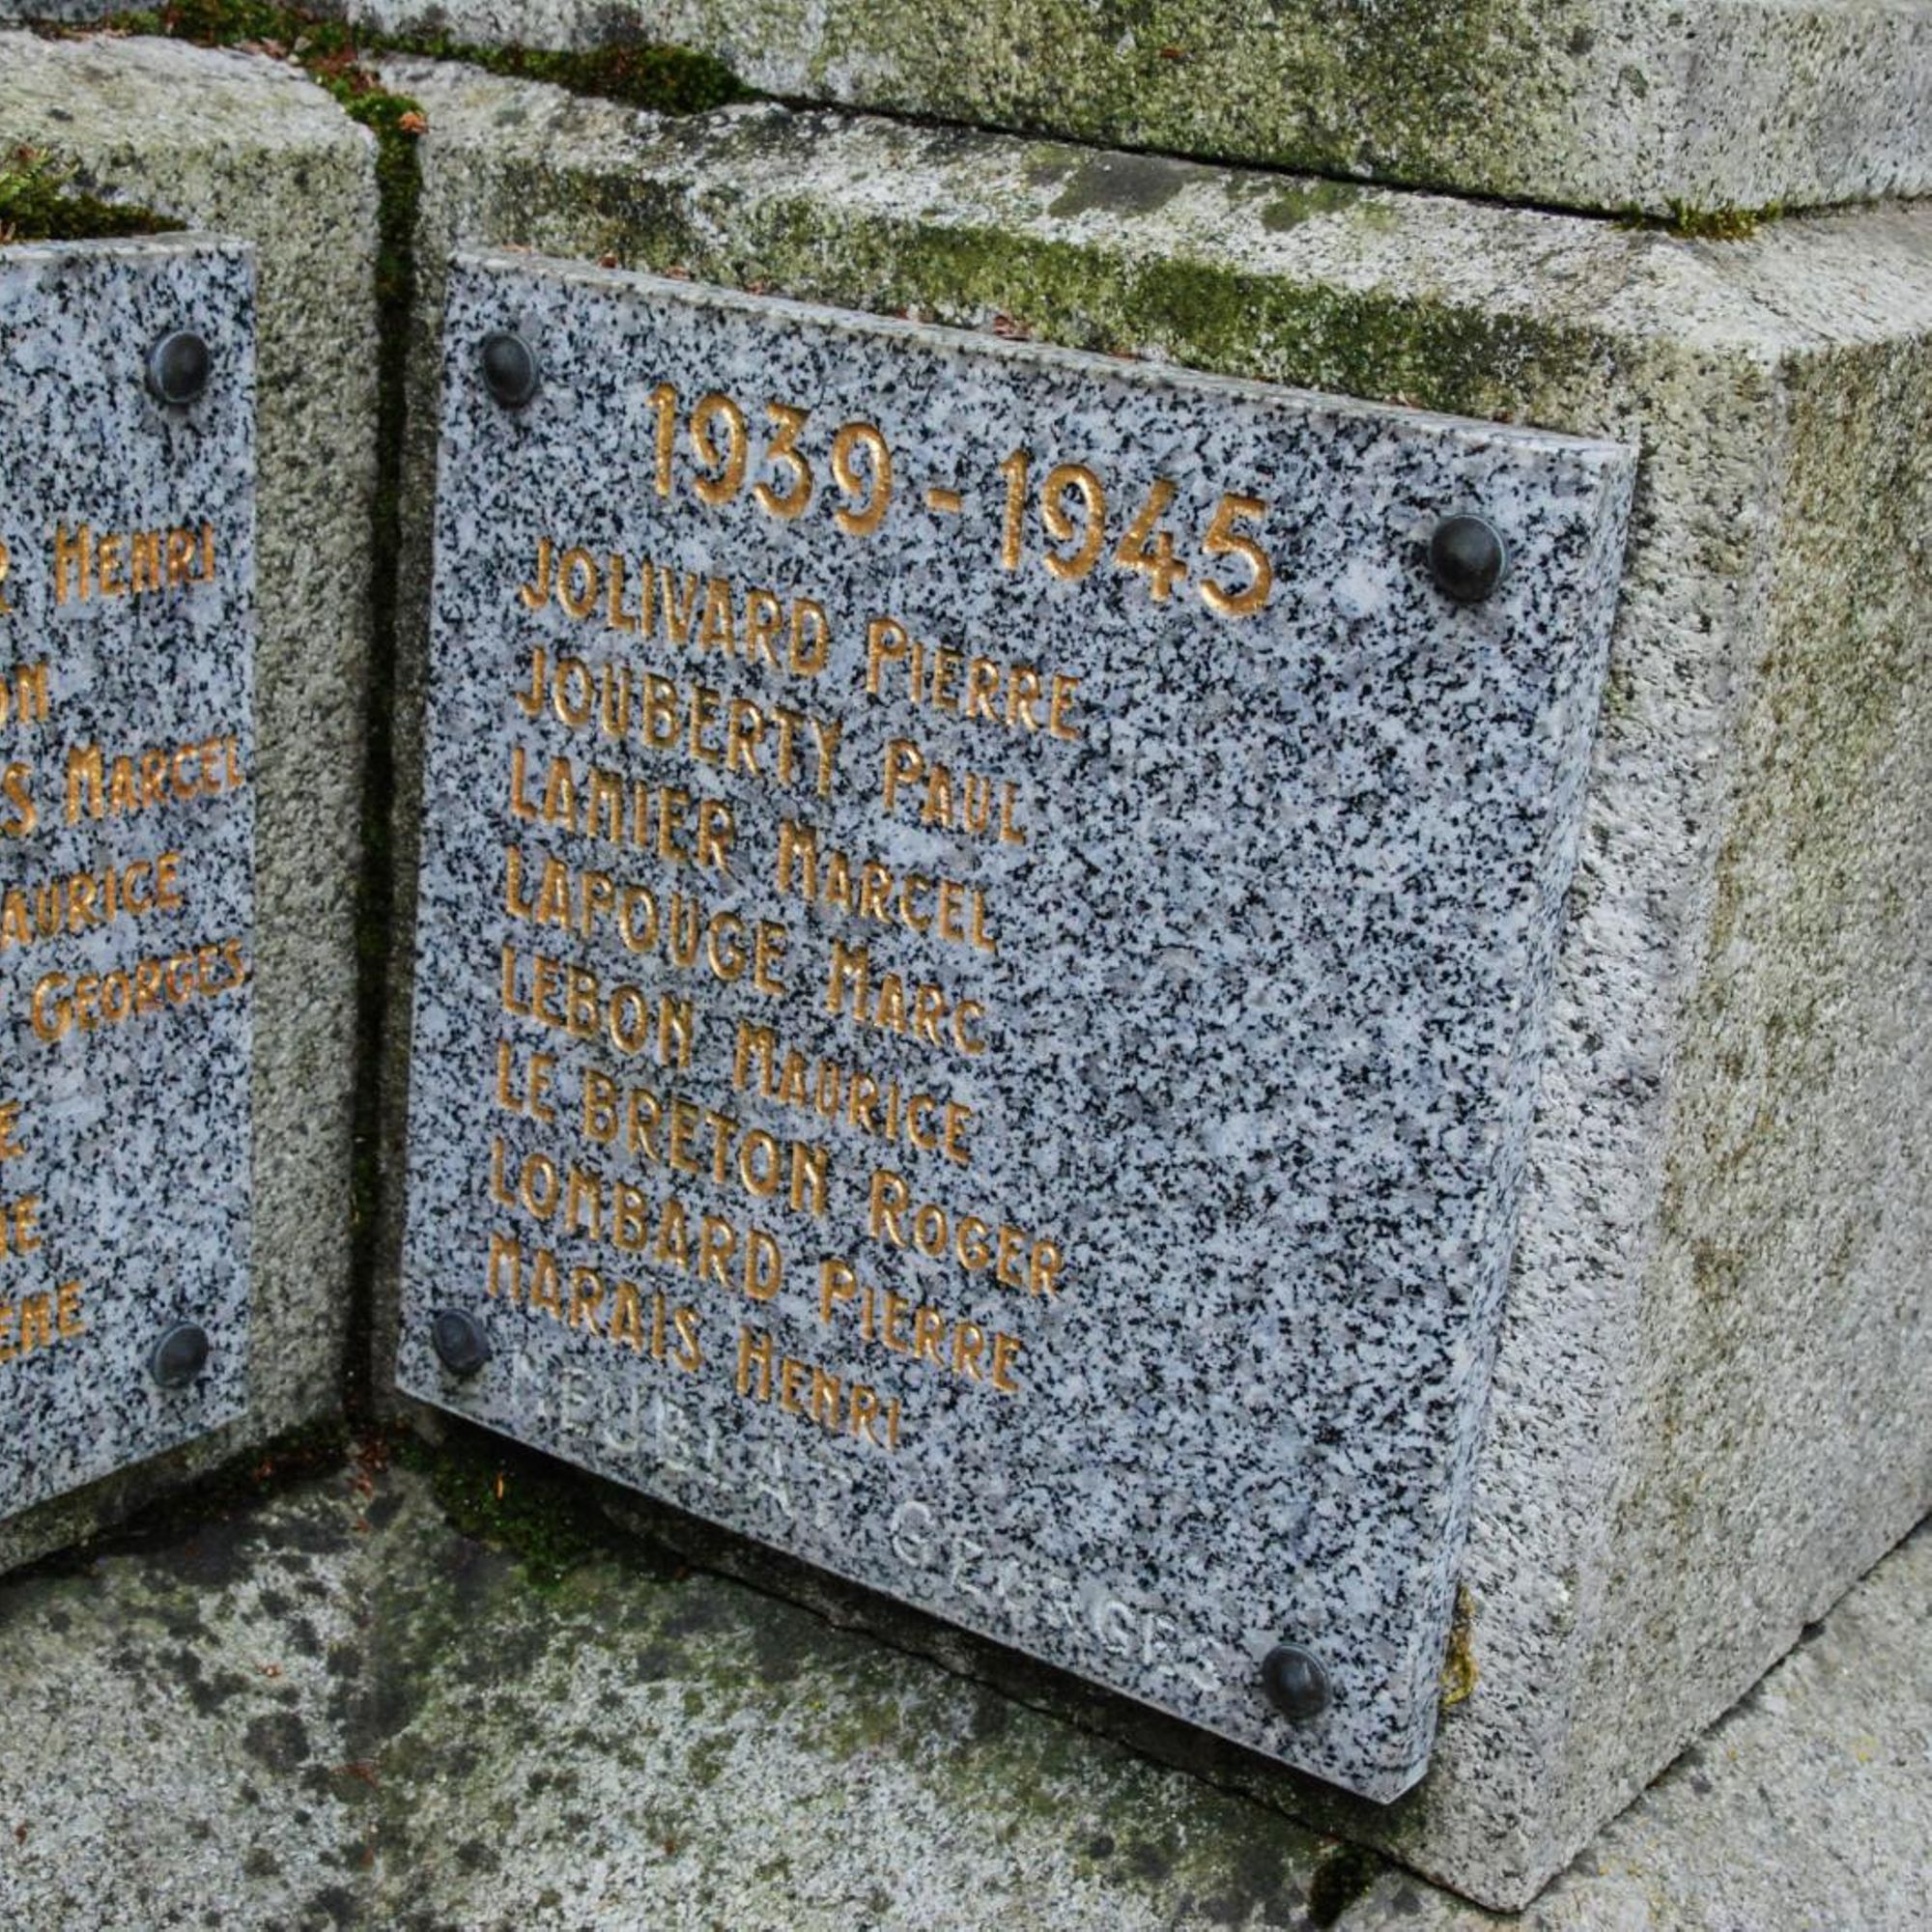 HENRI
MARCEL
GEORGES
1939-1945
JOLIVARD PIERRE
JOUBERTY PAUL
LAMIER MARCEL
LAPOUGE MARC
LEBON MAURICE
LE BRETON ROGER
LOMBARD PIERRE
MARAIS HENRI
GEORGES